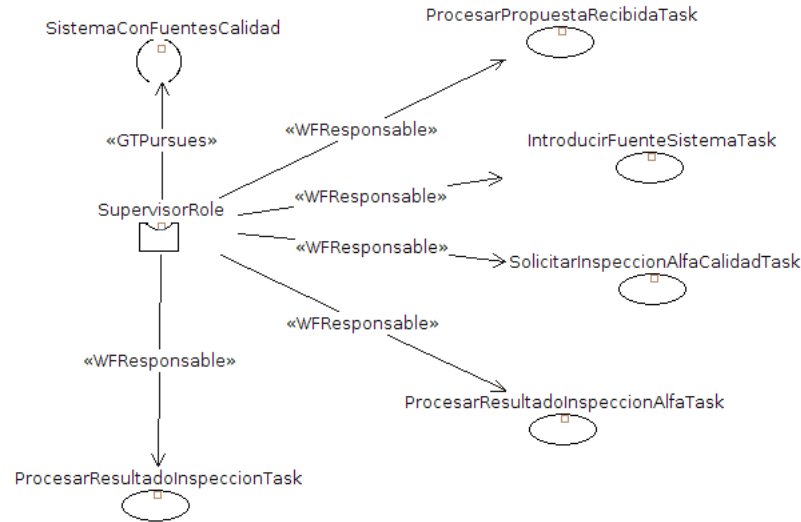 ProcesarPropuestaRecibidaTask
SistemaConFuentesCalidad
«WFResponsable»
«GTPursues»
IntroducirFuenteSistemaTask
«WFResponsable»
SupervisorRole
«WFResponsable»
SolicitarInspeccionAlfaCalidadTask
«WFResponsable»
«WFResponsable»
ProcesarResultadoInspeccionAlfaTask
ProcesarResultadoInspeccionTask